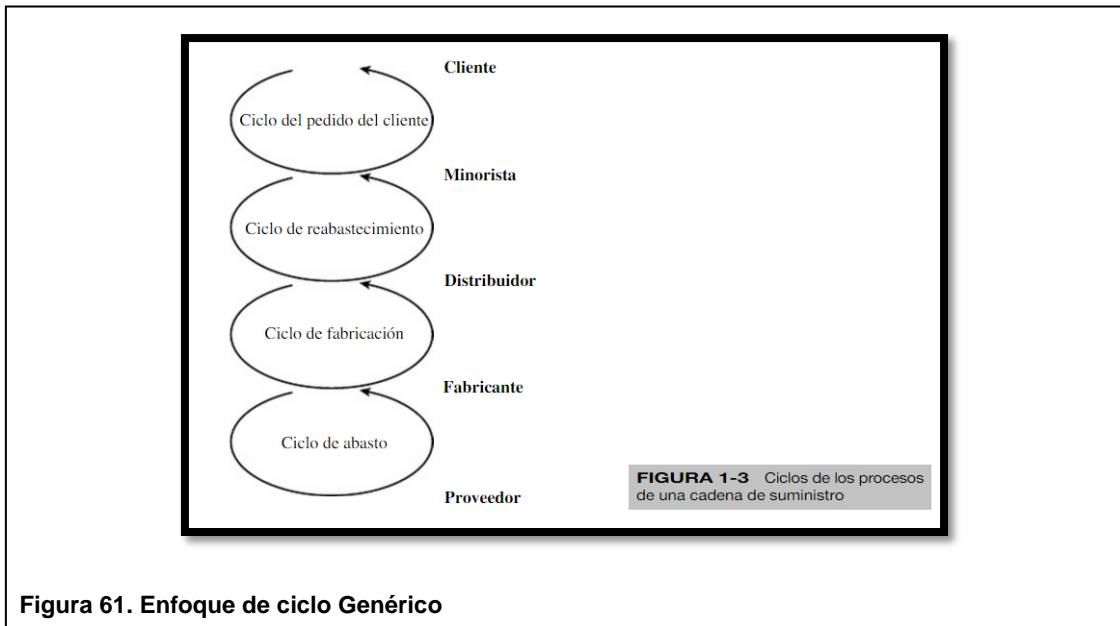 Cliente
Ciclo del pedido del cliente
Minorista
Ciclo de reabastecimiento
Distribuidor
Ciclo de fabricación
Fabricante
Ciclo de abasto
Proveedor
FIGURA 1-3 Ciclos de los procesos
de una cadena de suministro
Figura 61. Enfoque de ciclo Genérico